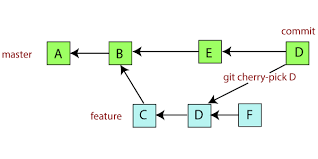 commit
master A B E D
git cherry-pick D
feature C D F